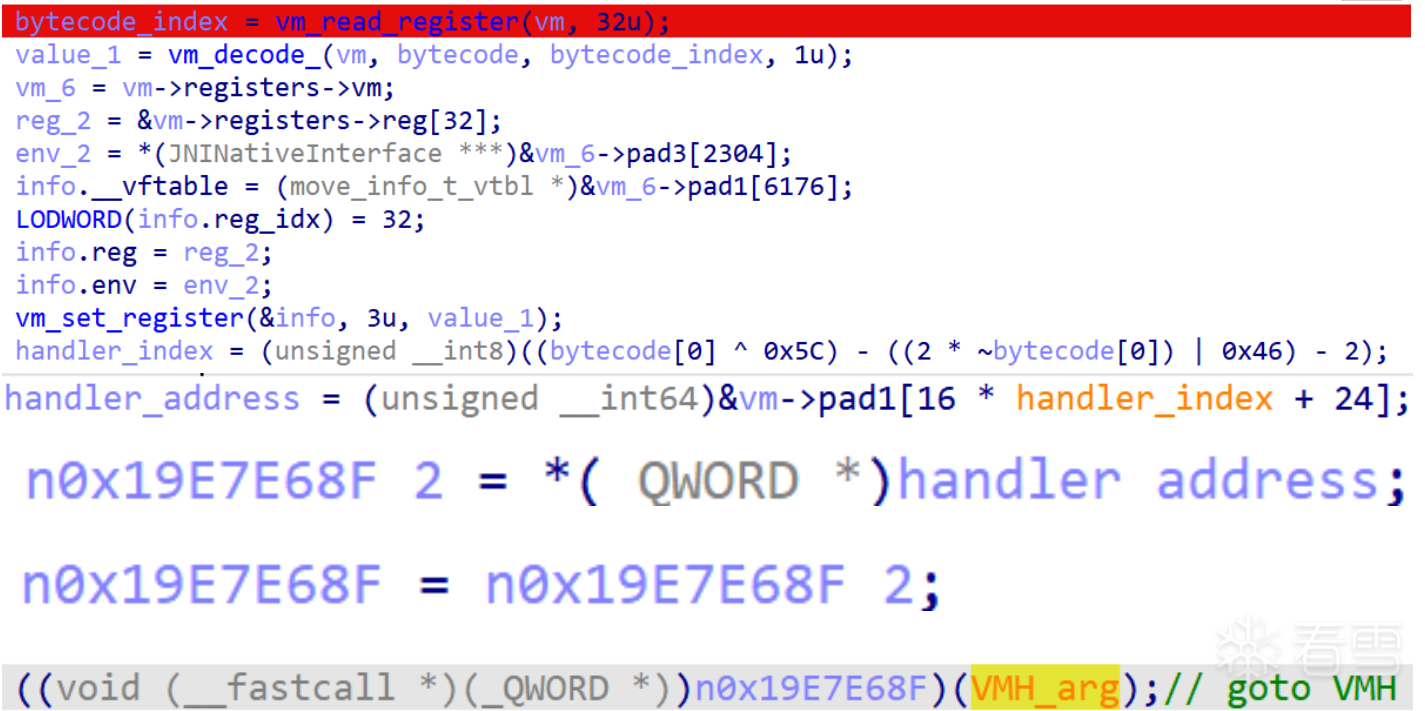 bytecode_index = vm_read_register(vm, 32u);
value_1 = vm_decode_(vm, bytecode, bytecode_index, 1u);
vm_6 = vm->registers->vm;
reg_2 = &vm->registers->reg[32];
env_2 = *(JNINativeInterface ***)&vm_6->pad3[2304];
info.__vftable = (move_info_t_vtbl *)&vm_6->pad1[6176];
LODWORD(info.reg_idx) = 32;
info.reg = reg_2;
info.env = env_2;
vm_set_register(&info, 3u, value_1);
handler_index = (unsigned __int8)((bytecode[0] ^ 0x5C) - ((2 * ~bytecode[0]) | 0x46) - 2);
handler_address = (unsigned __int64)&vm->pad1[16 * handler_index + 24];
n0x19E7E68F 2 = *( QWORD *)handler address;
n0x19E7E68F = n0x19E7E68F 2;
看雪
((void (__fastcall *)(_QWORD *))n0x19E7E68F)(VMH_arg);// goto VMH